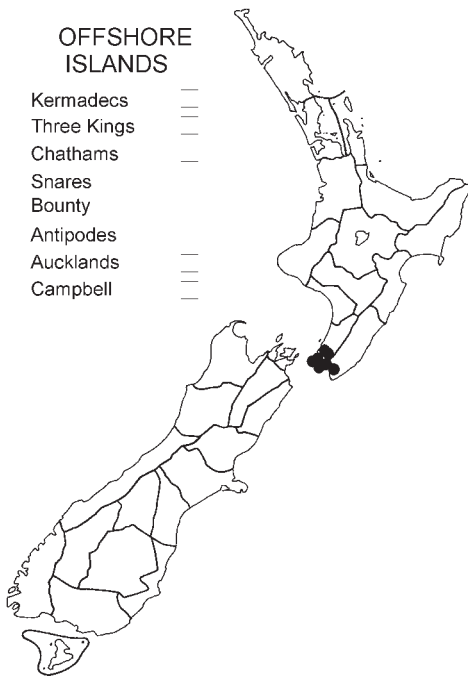 OFFSHORE
ISLANDS
Kermadecs
Three Kings
Chathams
Snares
Bounty
Antipodes
Aucklands
Campbell